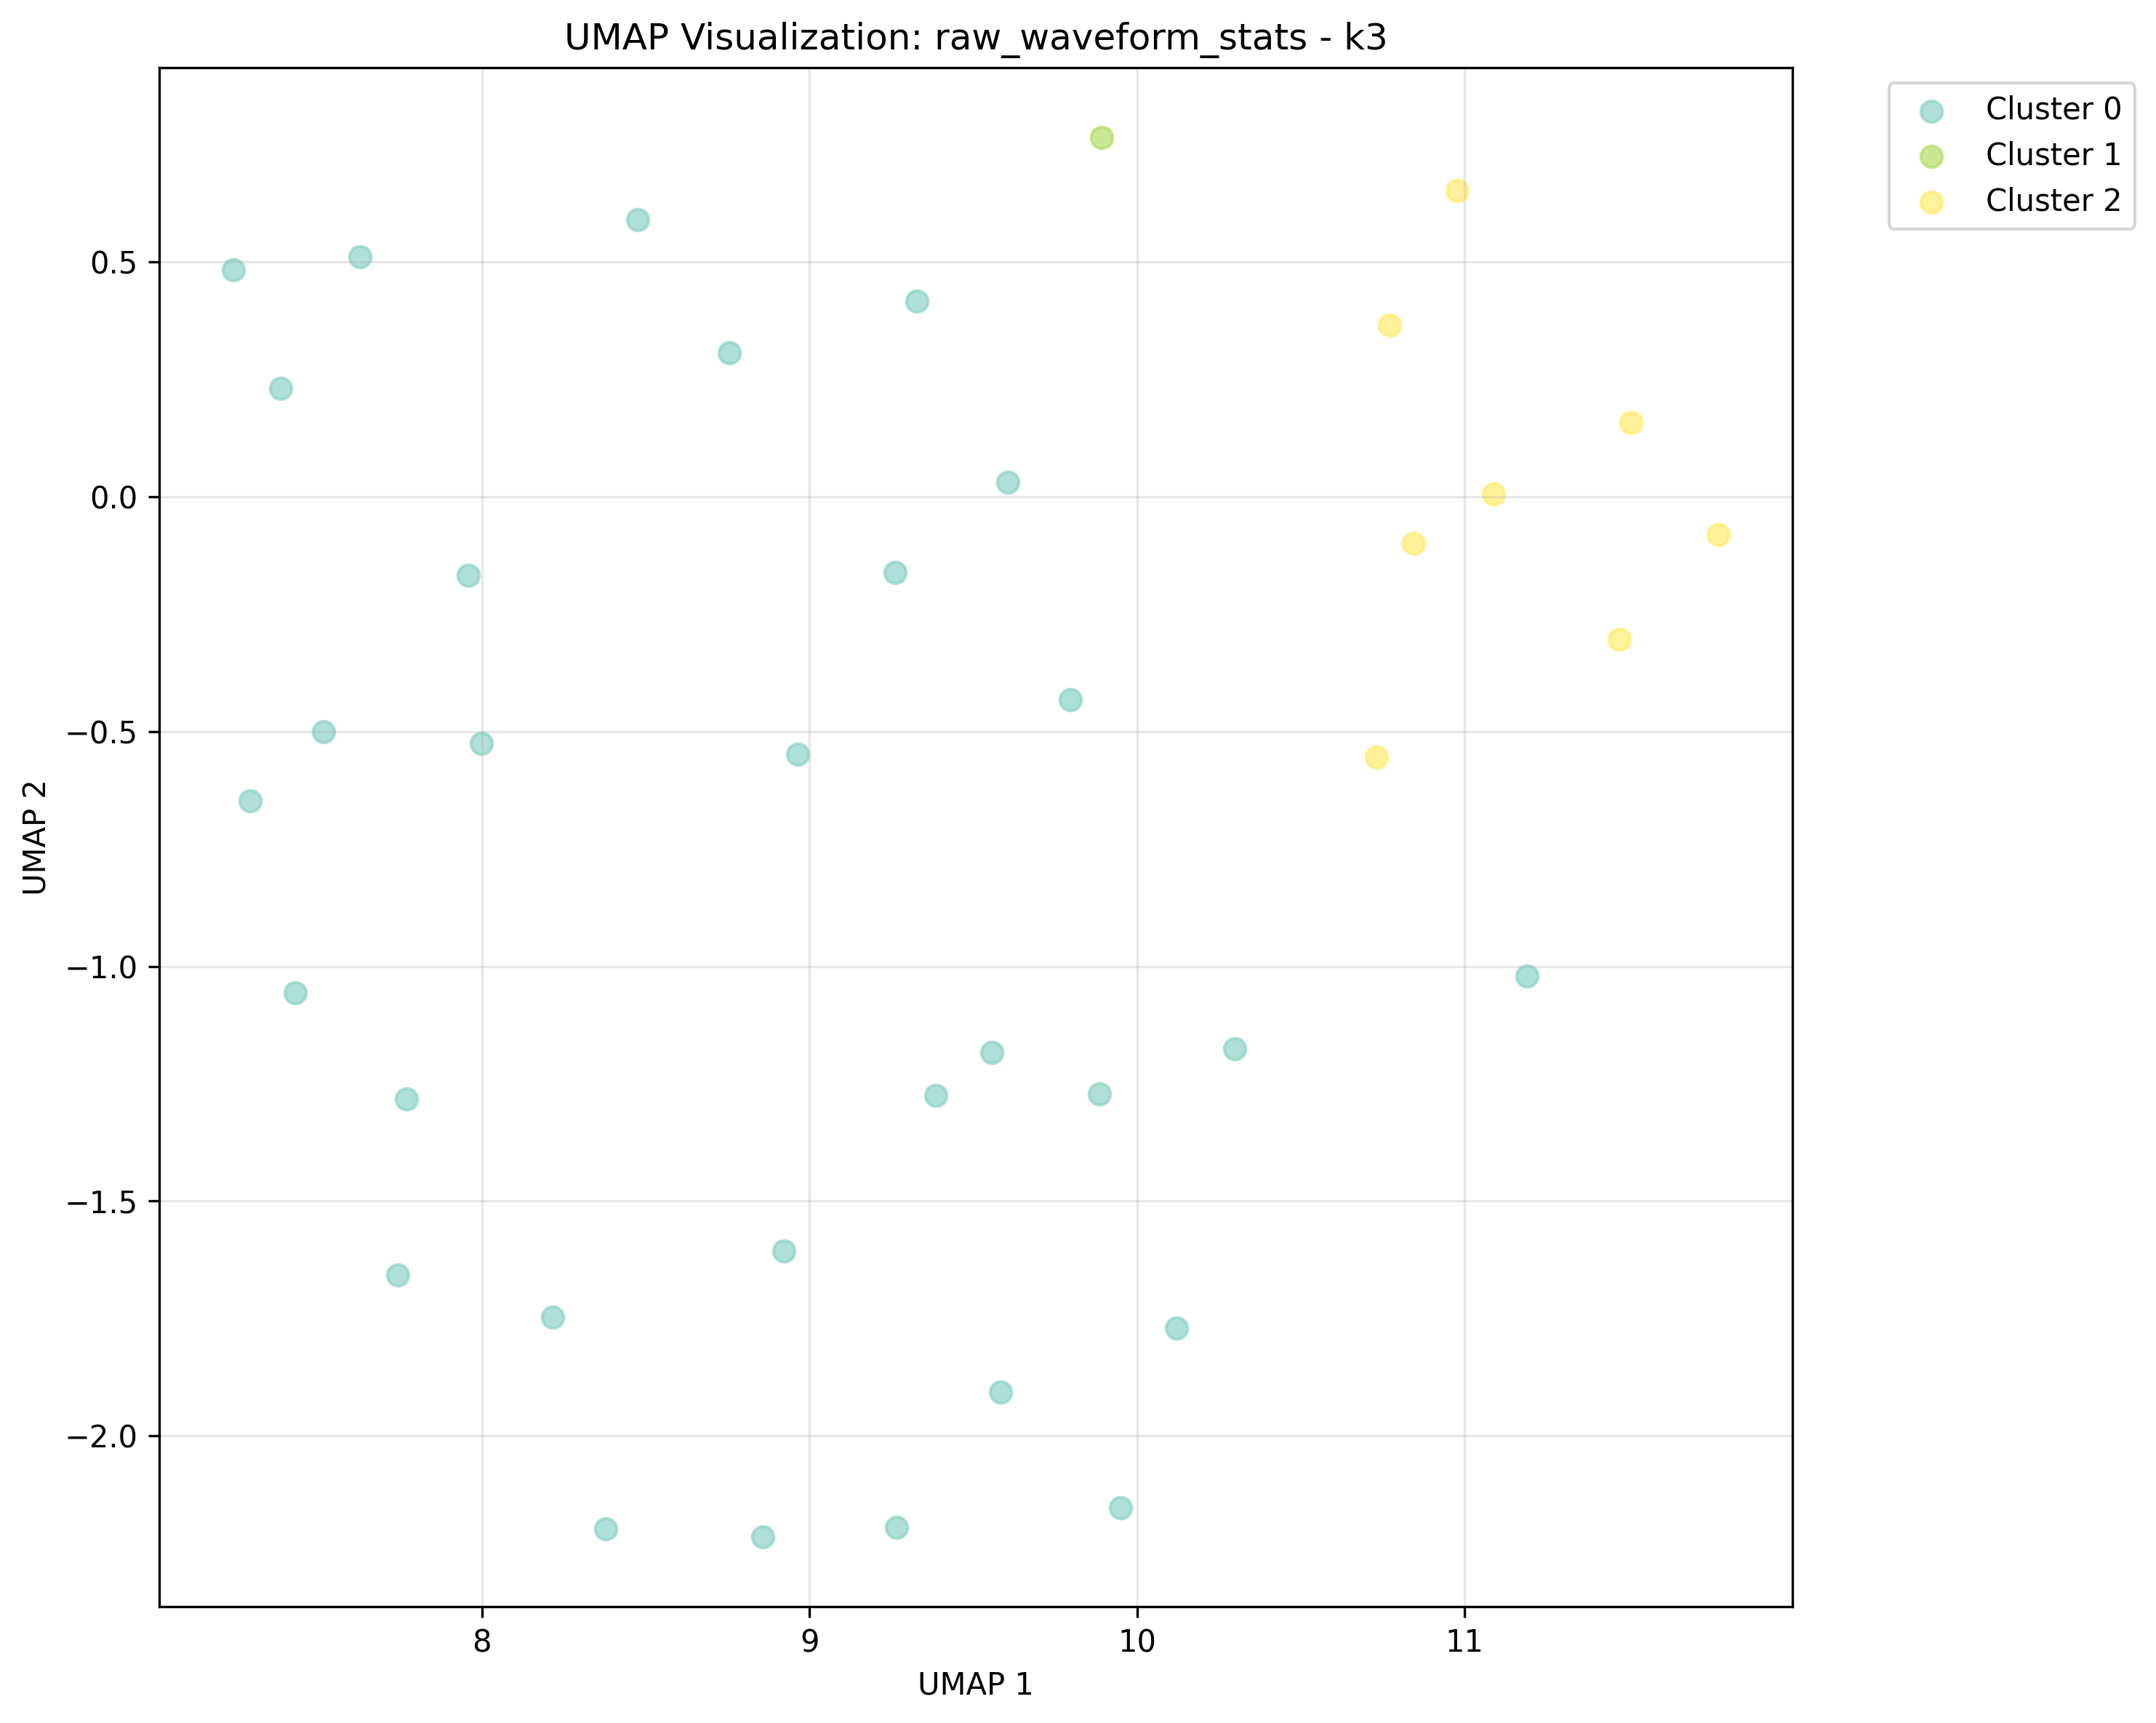 UMAP Visualization: raw_waveform_stats - k3
Cluster 0
Cluster 1
Cluster 2
0.5
0.0
−0.5
−1.0
−1.5
−2.0
UMAP 2
8
9
10
11
UMAP 1